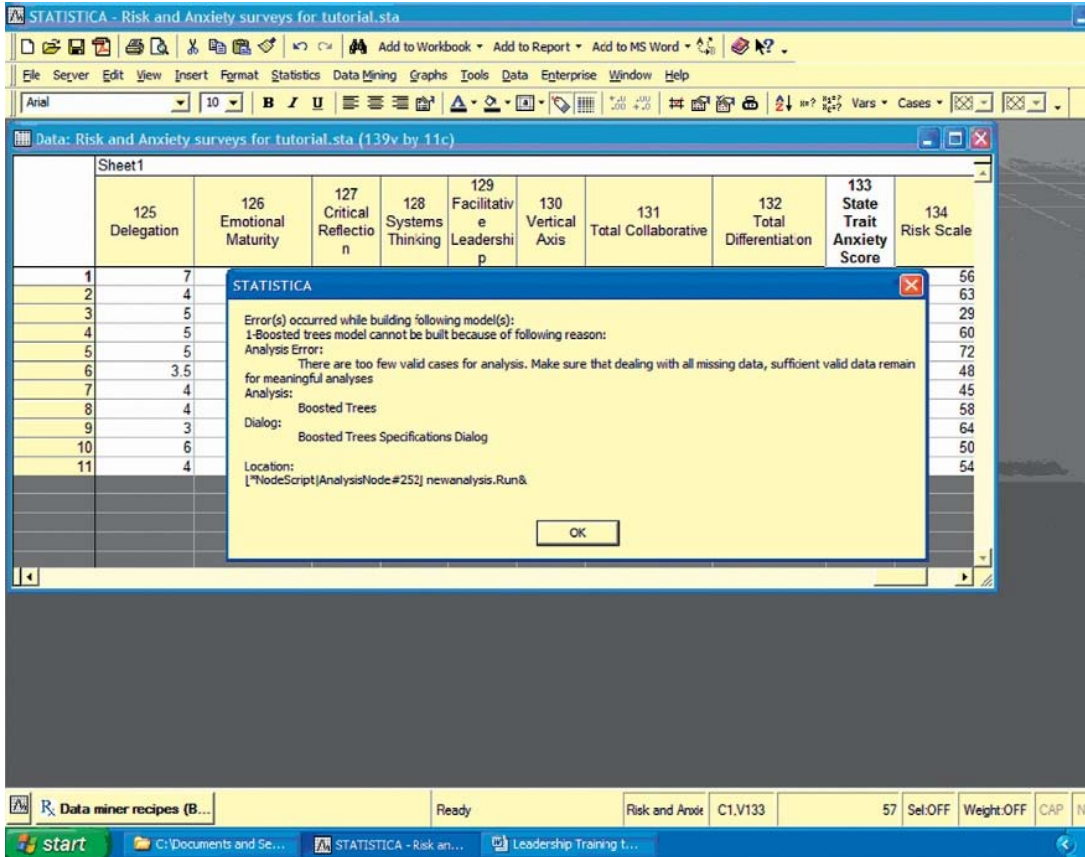 STATISTICA - Risk and Anxiety surveys for tutorial.sta
Add to Workbook Add to Report Add to MS Word
File Server Edit View Insert Format Statistics Data Mining Graphs Tools Data Enterprise Window Help
Arial 10 B I U Vars Cases
Data: Risk and Anxiety surveys for tutorial.sta (139v by 11c)
Sheet1
125 Delegation
126 Emotional Maturity
127 Critical Reflectio n
128 Systems Thinking
129 Facilitativ e Leadershi p
130 Vertical Axis
131 Total Collaborative
132 Total Differentiation
133 State Trait Anxiety Score
134 Risk Scale
1 7 56
2 4 63
3 5 29
4 5 60
5 5 72
6 3.5 48
7 4 45
8 4 58
9 3 64
10 6 50
11 4 54
STATISTICA
Error(s) occurred while building following model(s):
1-Boosted trees model cannot be built because of following reason:
Analysis Error:
There are too few valid cases for analysis. Make sure that dealing with all missing data, sufficient valid data remain
for meaningful analyses
Analysis:
Boosted Trees
Dialog:
Boosted Trees Specifications Dialog
Location:
[*NodeScript|AnalysisNode#252] newanalysis.Run&
OK
Data miner recipes (B... Ready Risk and Anxie C1,V133 57 Sel:OFF Weight:OFF CAP
start C:\Documents and Se... STATISTICA - Risk an... Leadership Training t...